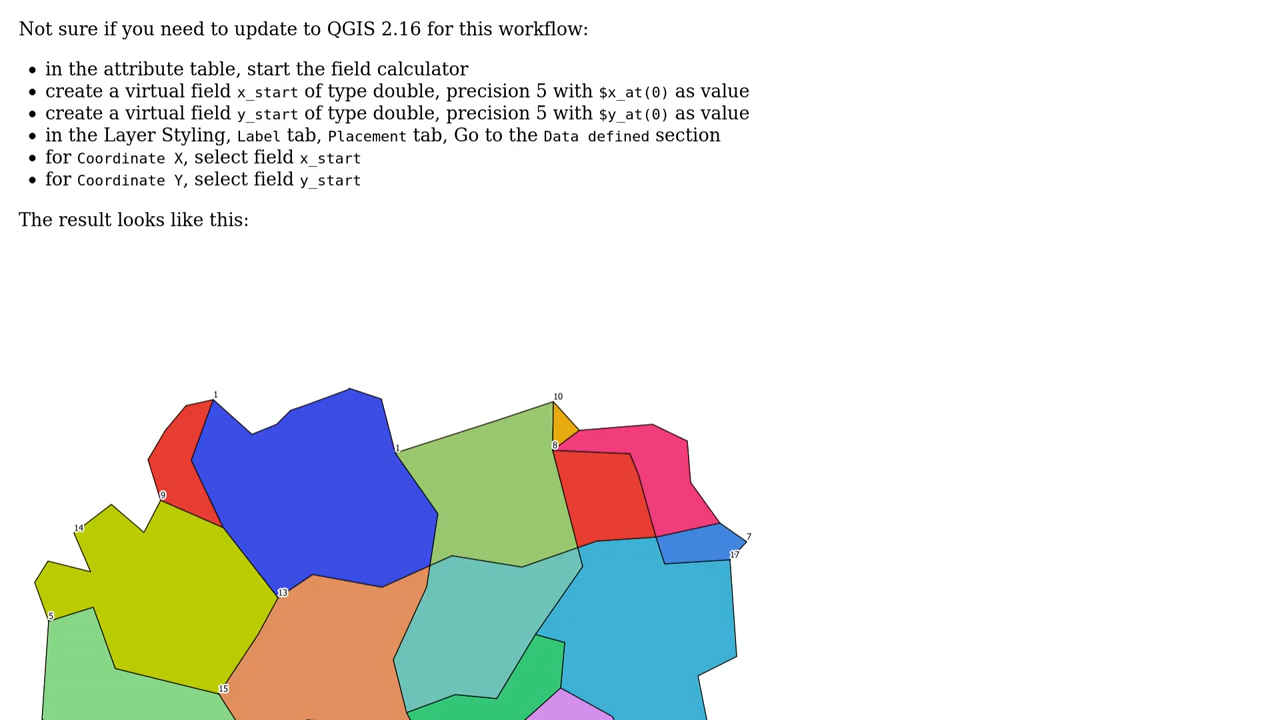 Not sure if you need to update to QGIS 2.16 for this workflow:
• in the attribute table, start the field calculator
• create a virtual field x_start of type double, precision 5 with $x_at(0) as value
• create a virtual field y_start of type double, precision 5 with $y_at(0) as value
• in the Layer Styling, Label tab, Placement tab, Go to the Data defined section
• for Coordinate X, select field x_start
• for Coordinate Y, select field y_start
The result looks like this:
1
10
8
1
9
14
7
17
13
5
15